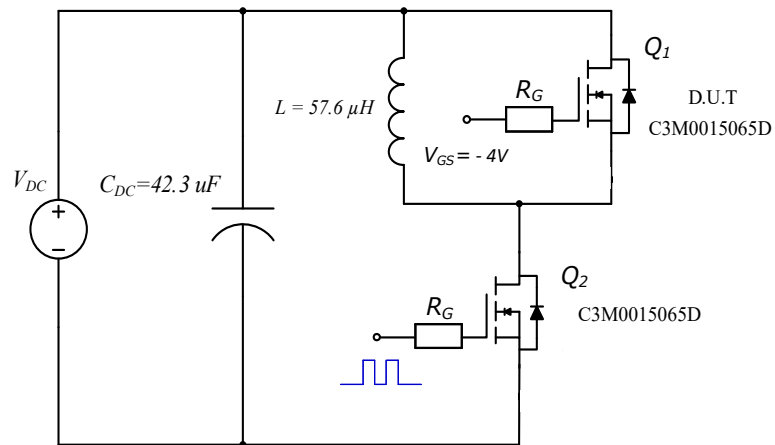 Q1
D.U.T
C3M0015065D
RG
L = 57.6 µH
VGS = - 4V
VDC
+
−
CDC=42.3 uF
Q2
C3M0015065D
RG